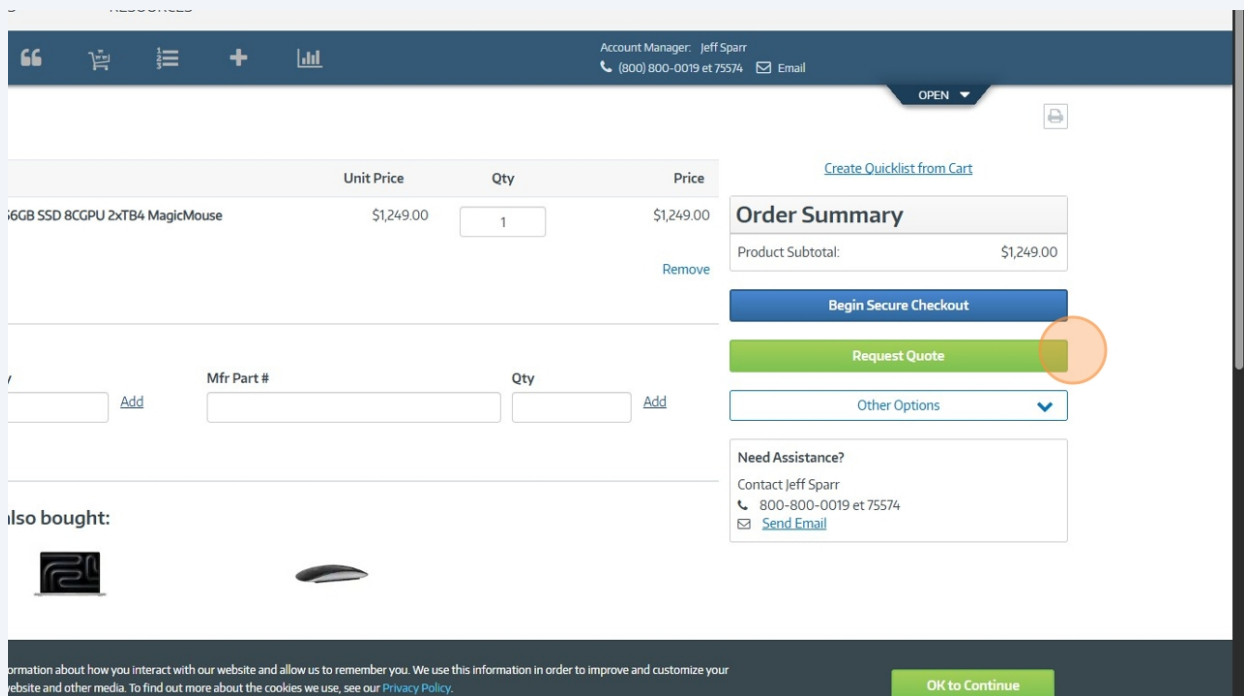 Account Manager: Jeff Sparr
(800) 800-0019 et 75574 Email
OPEN
Create Quicklist from Cart
Unit Price Qty Price
56GB SSD 8CGPU 2xTB4 MagicMouse $1,249.00 1 $1,249.00
Remove
Order Summary
Product Subtotal: $1,249.00
Begin Secure Checkout
Request Quote
Other Options
Mfr Part # Qty
Add Add
Need Assistance?
Contact Jeff Sparr
800-800-0019 et 75574
Send Email
also bought:
ormation about how you interact with our website and allow us to remember you. We use this information in order to improve and customize your
website and other media. To find out more about the cookies we use, see our Privacy Policy.
OK to Continue